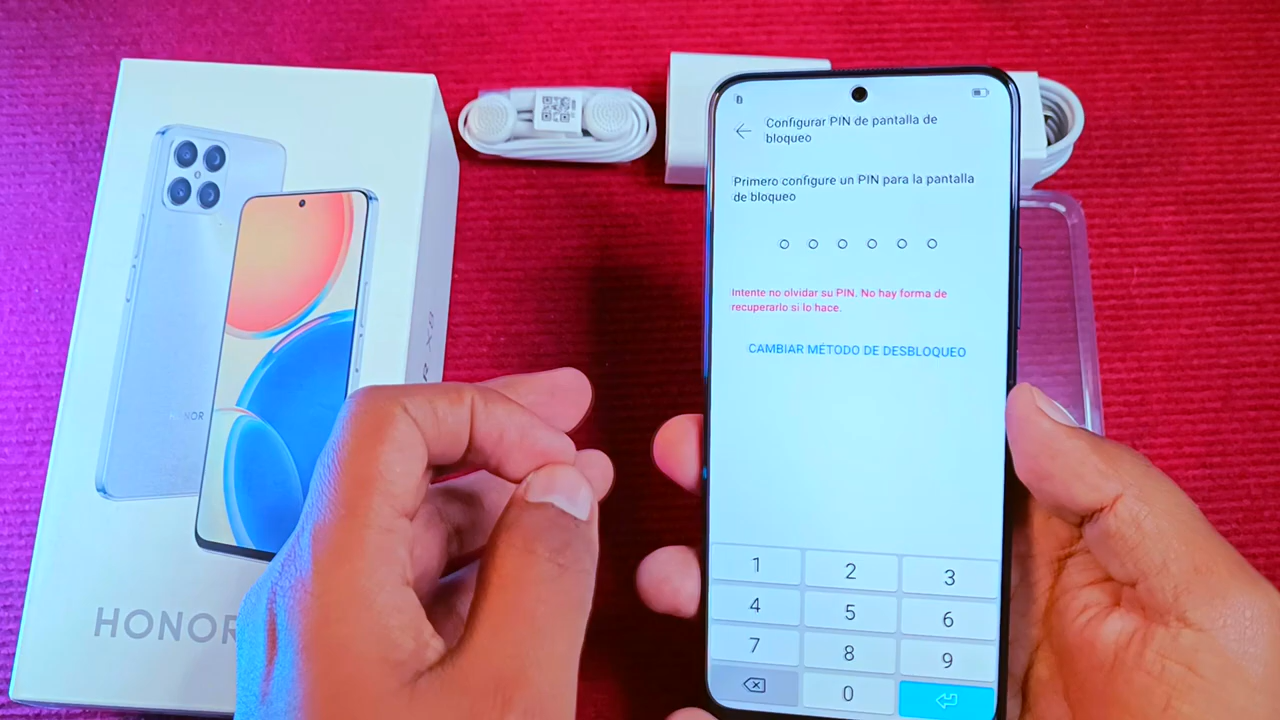 HONOR
HONOR
Configurar PIN de pantalla de
bloqueo
Primero configure un PIN para la pantalla
de bloqueo
Intente no olvidar su PIN. No hay forma de
recuperarlo si lo hace.
CAMBIAR MÉTODO DE DESBLOQUEO
1 2 3
4 5 6
7 8 9
0